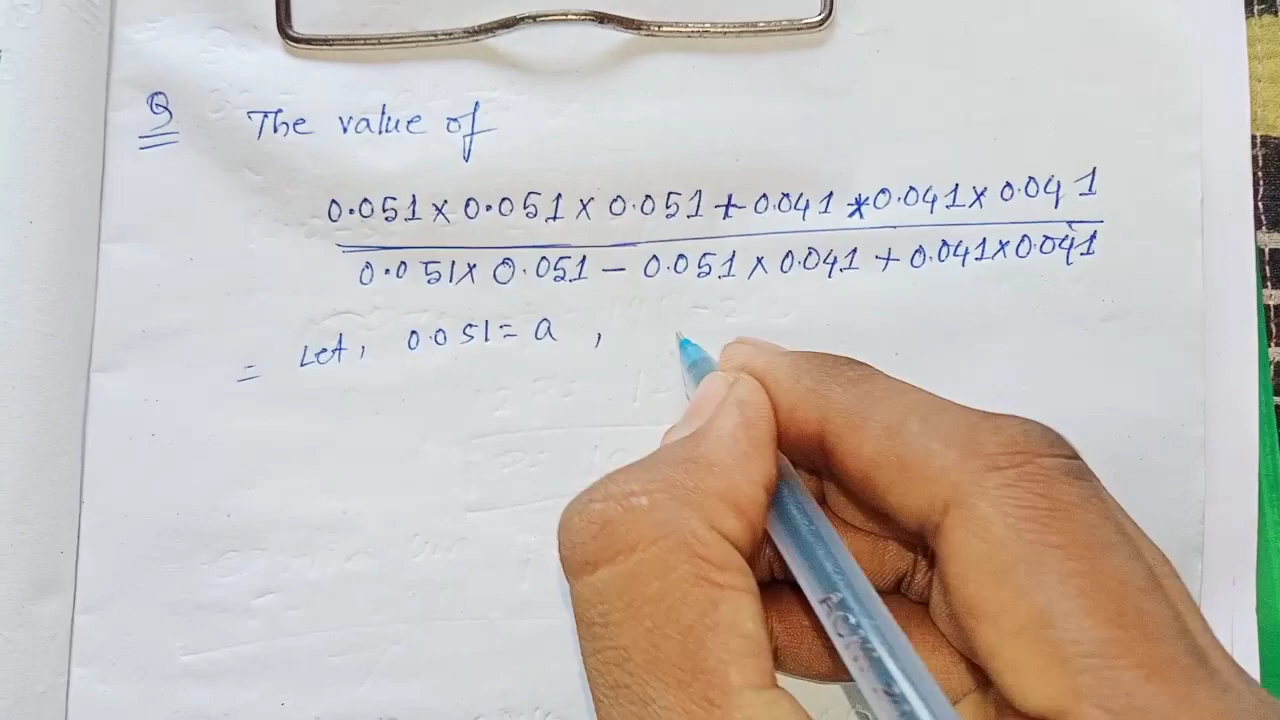 Q The value of
0.051 × 0.051 × 0.051 + 0.041 × 0.041 × 0.041
0.051 × 0.051 - 0.051 × 0.041 + 0.041 × 0.041
= Let, 0.051 = a ,